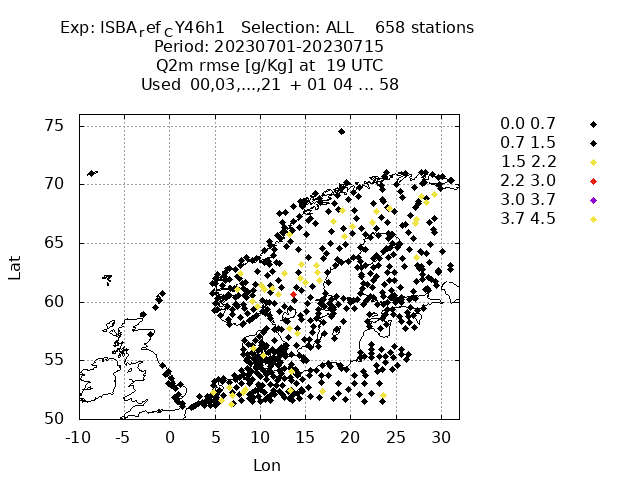 Exp: ISBArefCY46h1 Selection: ALL 658 stations
Period: 20230701-20230715
Q2m rmse [g/Kg] at 19 UTC
Used 00,03,...,21 + 01 04 ... 58
0.0 0.7
0.7 1.5
1.5 2.2
2.2 3.0
3.0 3.7
3.7 4.5
75
70
65
60
55
50
Lat
-10 -5 0 5 10 15 20 25 30
Lon